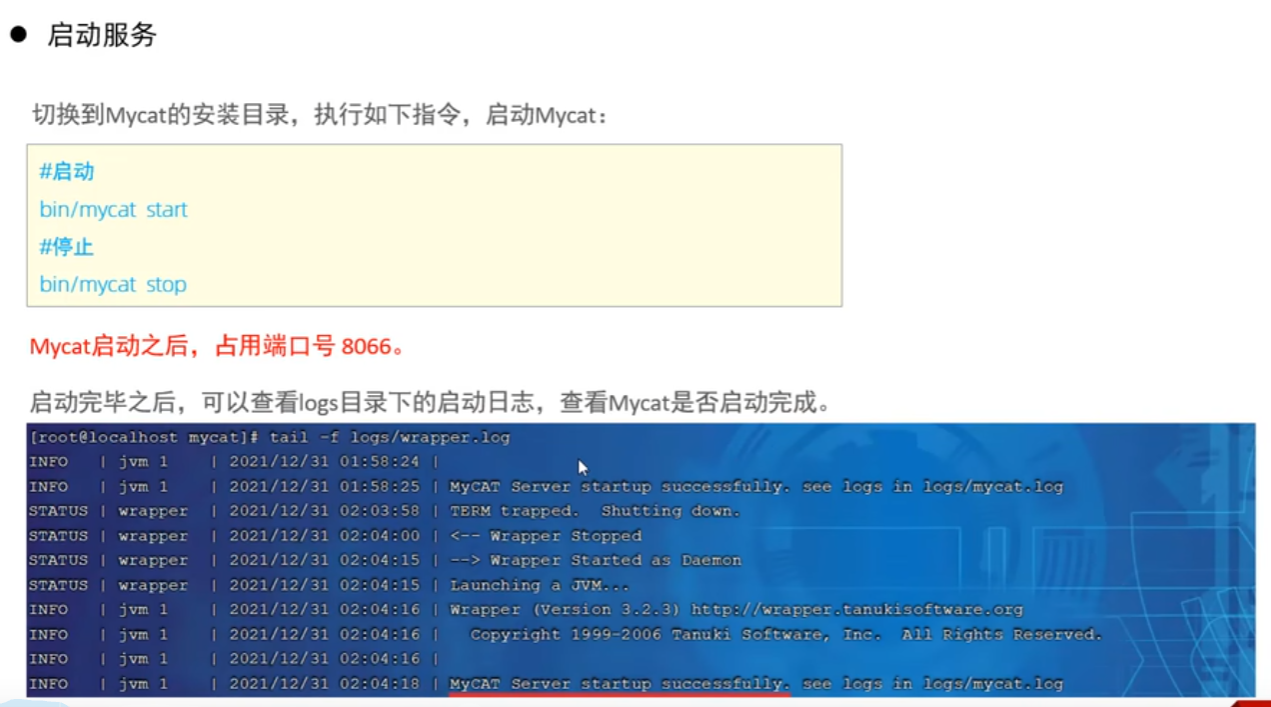 ● 启动服务
切换到Mycat的安装目录，执行如下指令，启动Mycat：
#启动
bin/mycat start
#停止
bin/mycat stop
Mycat启动之后，占用端口号 8066。
启动完毕之后，可以查看logs目录下的启动日志，查看Mycat是否启动完成。
[root@localhost mycat]# tail -f logs/wrapper.log
INFO | jvm 1 | 2021/12/31 01:58:24 |
INFO | jvm 1 | 2021/12/31 01:58:25 | MyCAT Server startup successfully. see logs in logs/mycat.log
STATUS | wrapper | 2021/12/31 02:03:58 | TERM trapped. Shutting down.
STATUS | wrapper | 2021/12/31 02:04:00 | <-- Wrapper Stopped
STATUS | wrapper | 2021/12/31 02:04:15 | --> Wrapper Started as Daemon
STATUS | wrapper | 2021/12/31 02:04:15 | Launching a JVM...
INFO | jvm 1 | 2021/12/31 02:04:16 | Wrapper (Version 3.2.3) http://wrapper.tanukisoftware.org
INFO | jvm 1 | 2021/12/31 02:04:16 | Copyright 1999-2006 Tanuki Software, Inc. All Rights Reserved.
INFO | jvm 1 | 2021/12/31 02:04:16 |
INFO | jvm 1 | 2021/12/31 02:04:18 | MyCAT Server startup successfully. see logs in logs/mycat.log